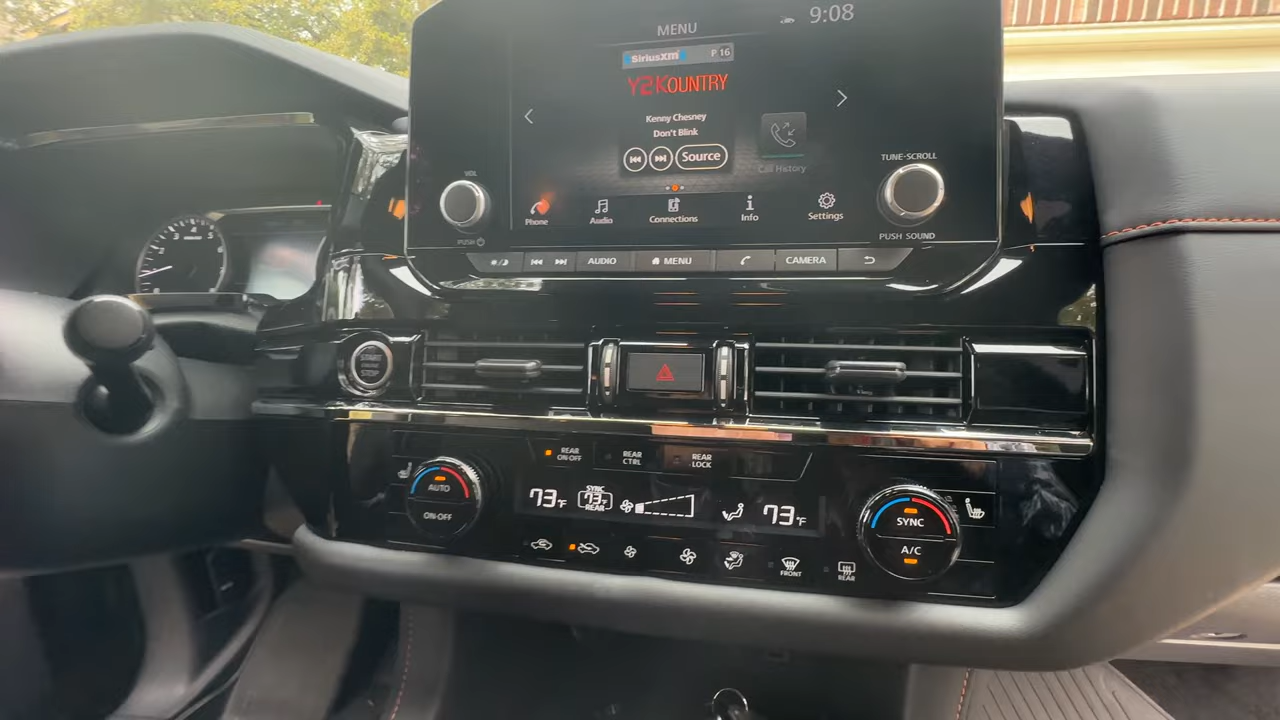 MENU
9:08
SiriusXM P 16
Y2KOUNTRY
Kenny Chesney
Don't Blink
Source
Call History
VOL
TUNE·SCROLL
Phone
Audio
Connections
Info
Settings
PUSH
PUSH SOUND
AUDIO
MENU
CAMERA
START
STOP
REAR
ON·OFF
REAR
CTRL
REAR
LOCK
AUTO
ON·OFF
73°F
SYNC
73°F
REAR
73°F
SYNC
A/C
FRONT
REAR